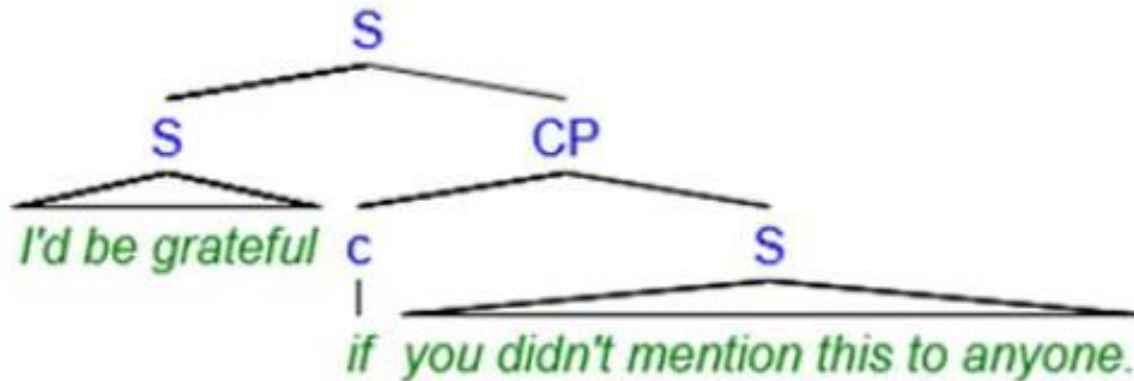 S
S CP
I'd be grateful c S
if you didn't mention this to anyone.